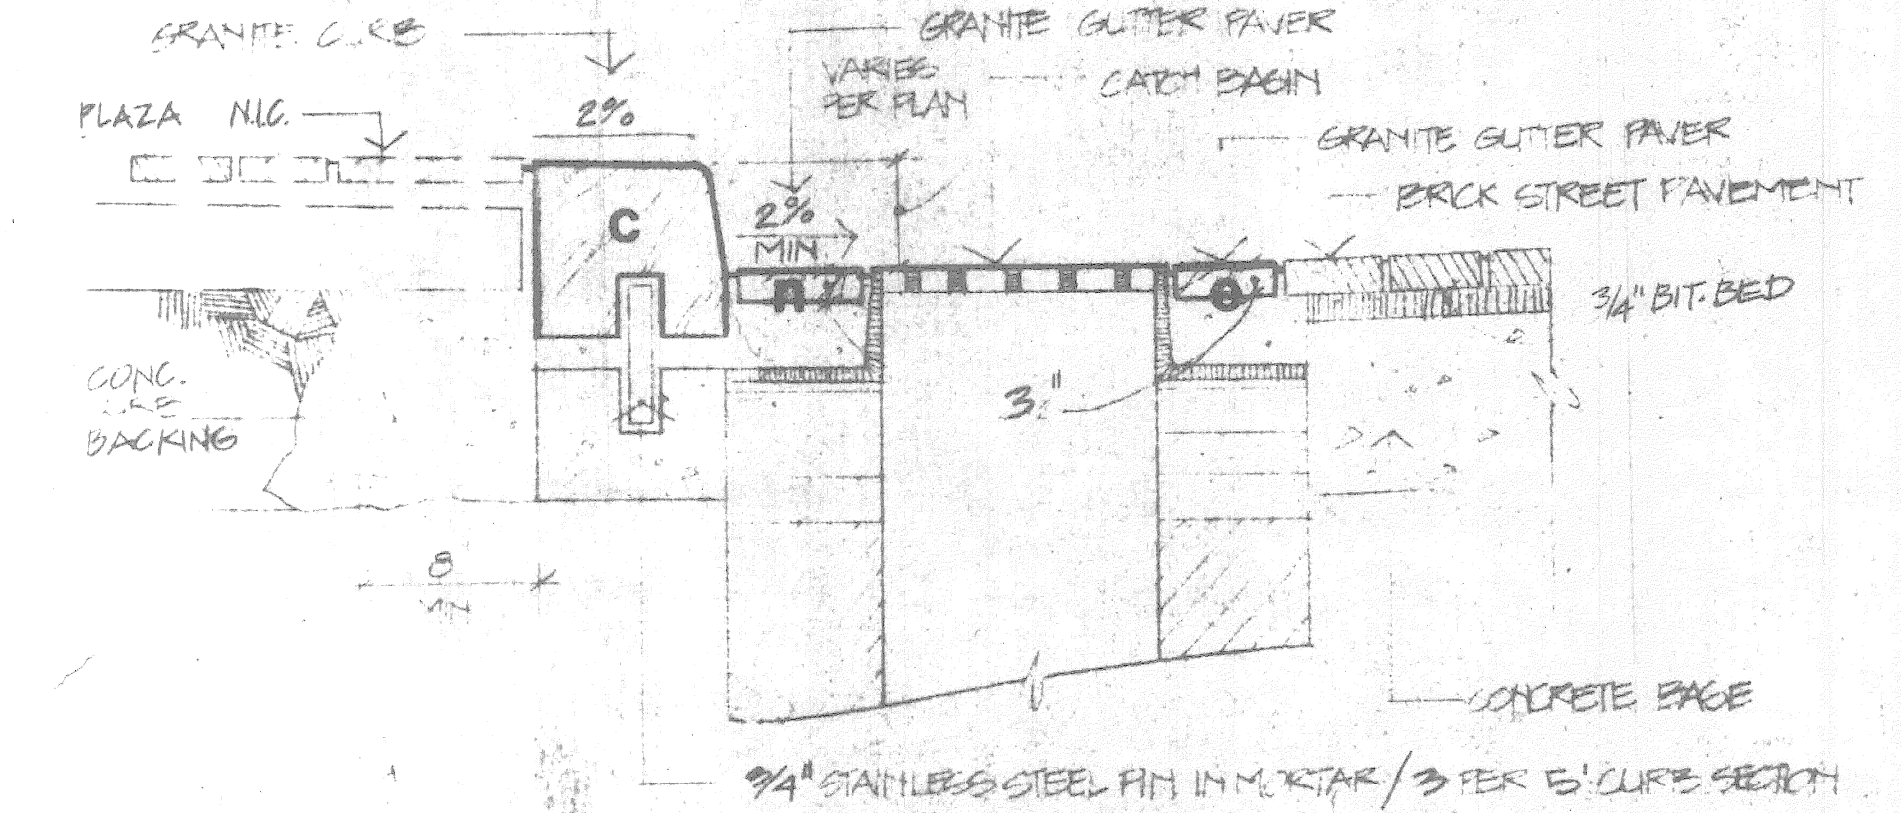 GRANITE CURB
GRANITE GUTTER PAVER
VARIES
PER PLAN
CATCH BASIN
PLAZA N.I.C.
2%
GRANITE GUTTER PAVER
BRICK STREET PAVEMENT
C
2%
MIN
A
B
3/4" BIT. BED
CONC.
BACKING
3"
8
MIN
CONCRETE BASE
3/4" STAINLESS STEEL PIN IN MORTAR / 3 PER 5' CURB SECTION